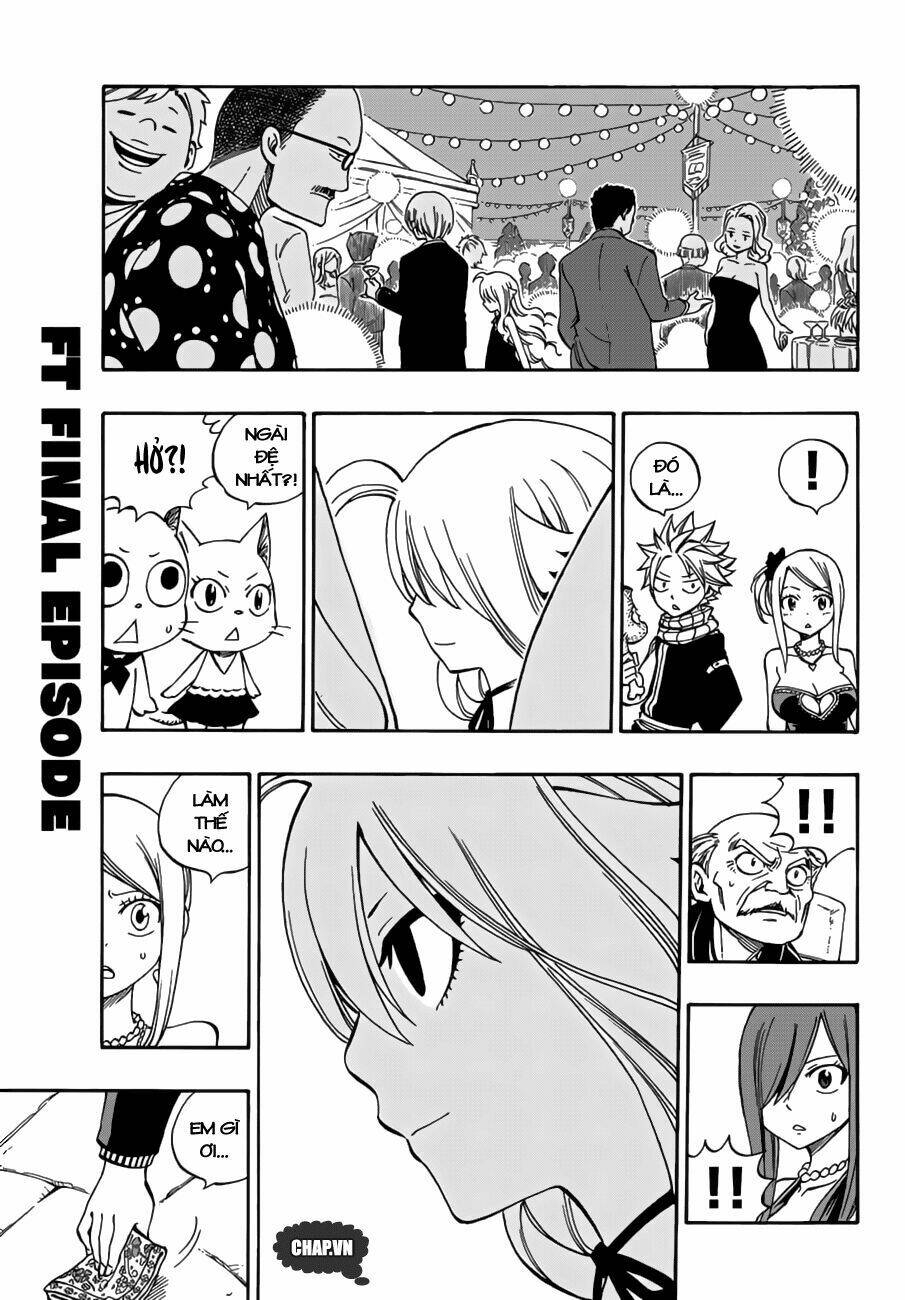 FT FINAL EPISODE
!
ĐÓ
LÀ...
NGÀI
ĐỆ
NHẤT?!
HỞ?!
!!
!!
LÀM
THẾ
NÀO...
EM GÌ
ƠI...
CHAP.VN